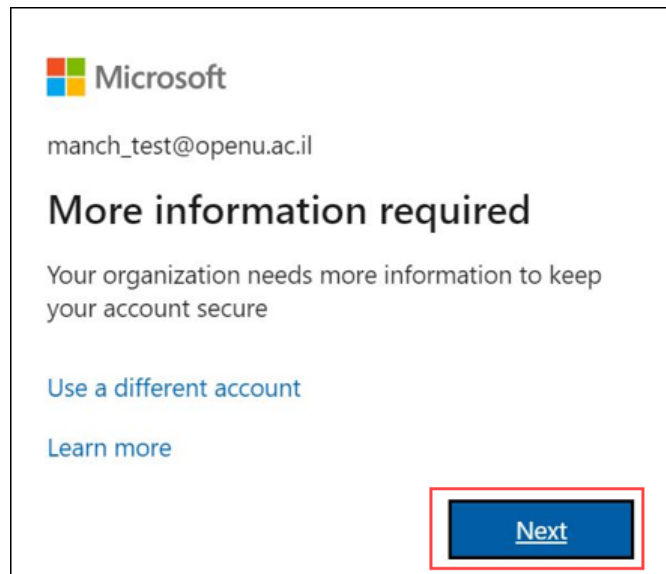 Microsoft
manch_test@openu.ac.il
More information required
Your organization needs more information to keep
your account secure
Use a different account
Learn more
Next